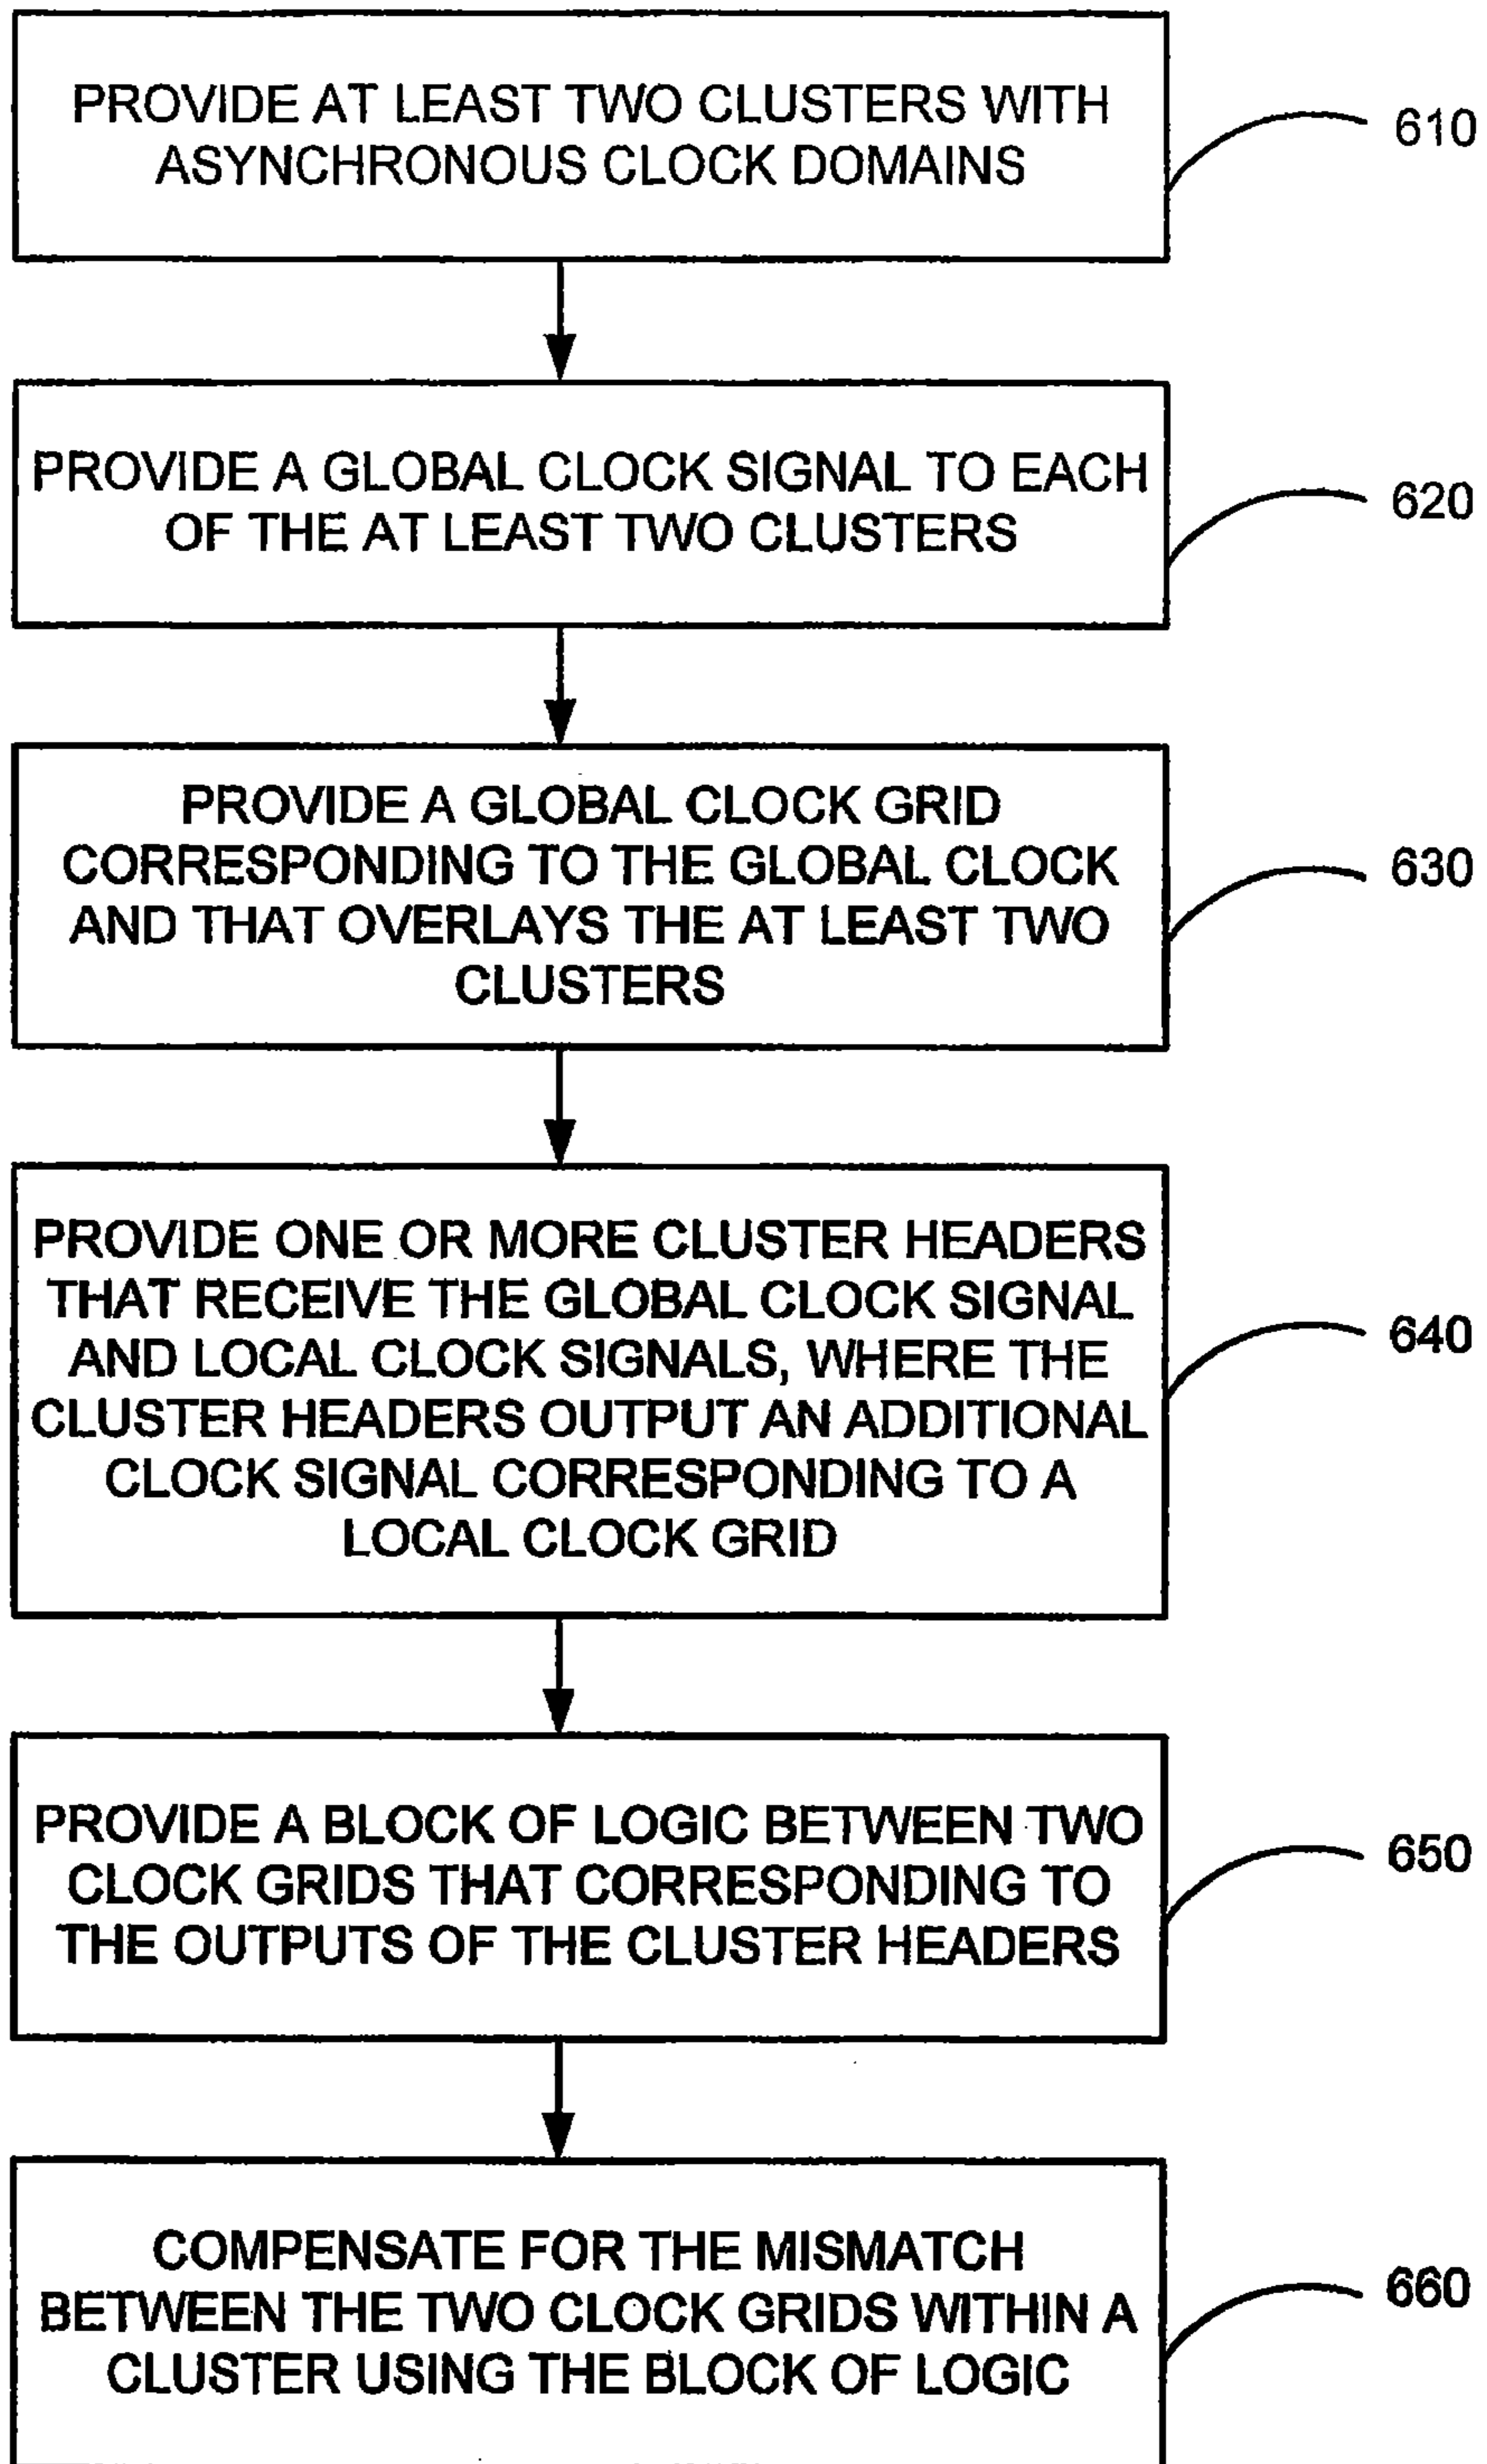 PROVIDE AT LEAST TWO CLUSTERS WITH
ASYNCHRONOUS CLOCK DOMAINS
610
PROVIDE A GLOBAL CLOCK SIGNAL TO EACH
OF THE AT LEAST TWO CLUSTERS
620
PROVIDE A GLOBAL CLOCK GRID
CORRESPONDING TO THE GLOBAL CLOCK
AND THAT OVERLAYS THE AT LEAST TWO
CLUSTERS
630
PROVIDE ONE OR MORE CLUSTER HEADERS
THAT RECEIVE THE GLOBAL CLOCK SIGNAL
AND LOCAL CLOCK SIGNALS, WHERE THE
CLUSTER HEADERS OUTPUT AN ADDITIONAL
CLOCK SIGNAL CORRESPONDING TO A
LOCAL CLOCK GRID
640
PROVIDE A BLOCK OF LOGIC BETWEEN TWO
CLOCK GRIDS THAT CORRESPONDING TO
THE OUTPUTS OF THE CLUSTER HEADERS
650
COMPENSATE FOR THE MISMATCH
BETWEEN THE TWO CLOCK GRIDS WITHIN A
CLUSTER USING THE BLOCK OF LOGIC
660